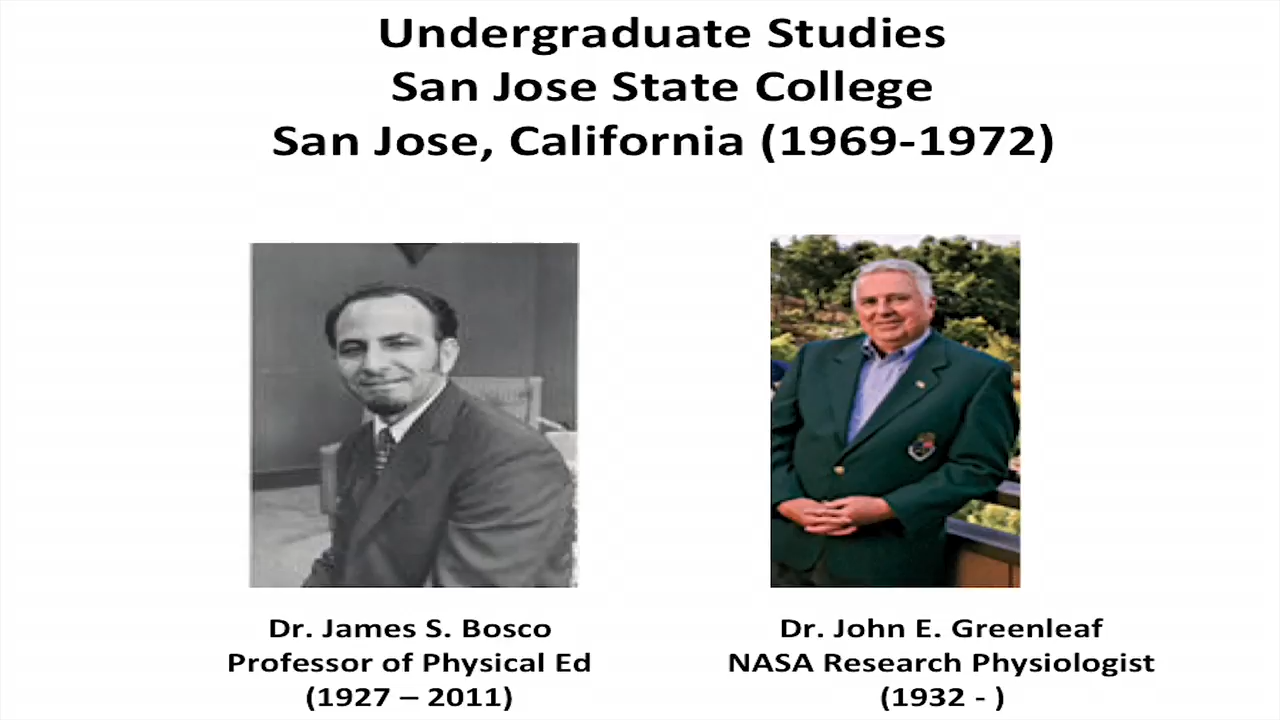 Undergraduate Studies
San Jose State College
San Jose, California (1969-1972)
Dr. James S. Bosco
Professor of Physical Ed
(1927 – 2011)
Dr. John E. Greenleaf
NASA Research Physiologist
(1932 - )